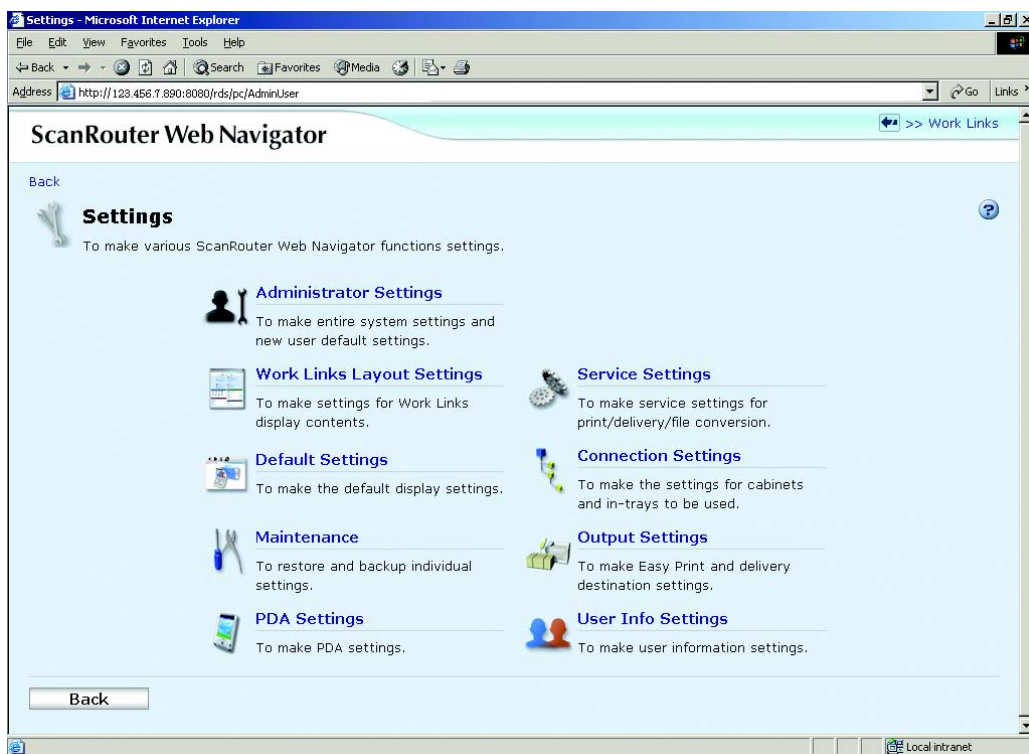 Settings - Microsoft Internet Explorer
File Edit View Favorites Tools Help
Back Search Favorites Media
Address http://123.456.7.890:8080/rds/pc/AdminUser Go Links
ScanRouter Web Navigator
>> Work Links
Back
Settings
To make various ScanRouter Web Navigator functions settings.
Administrator Settings
To make entire system settings and
new user default settings.
Work Links Layout Settings
To make settings for Work Links
display contents.
Service Settings
To make service settings for
print/delivery/file conversion.
Default Settings
To make the default display settings.
Connection Settings
To make the settings for cabinets
and in-trays to be used.
Maintenance
To restore and backup individual
settings.
Output Settings
To make Easy Print and delivery
destination settings.
PDA Settings
To make PDA settings.
User Info Settings
To make user information settings.
Back
Local intranet